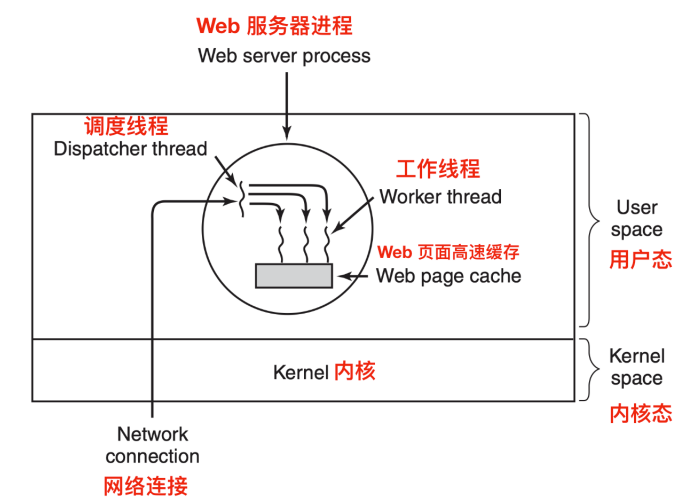 Web 服务器进程
Web server process
调度线程
Dispatcher thread
工作线程
Worker thread
User
space
用户态
Web 页面高速缓存
Web page cache
Kernel 内核
Kernel
space
内核态
Network
connection
网络连接